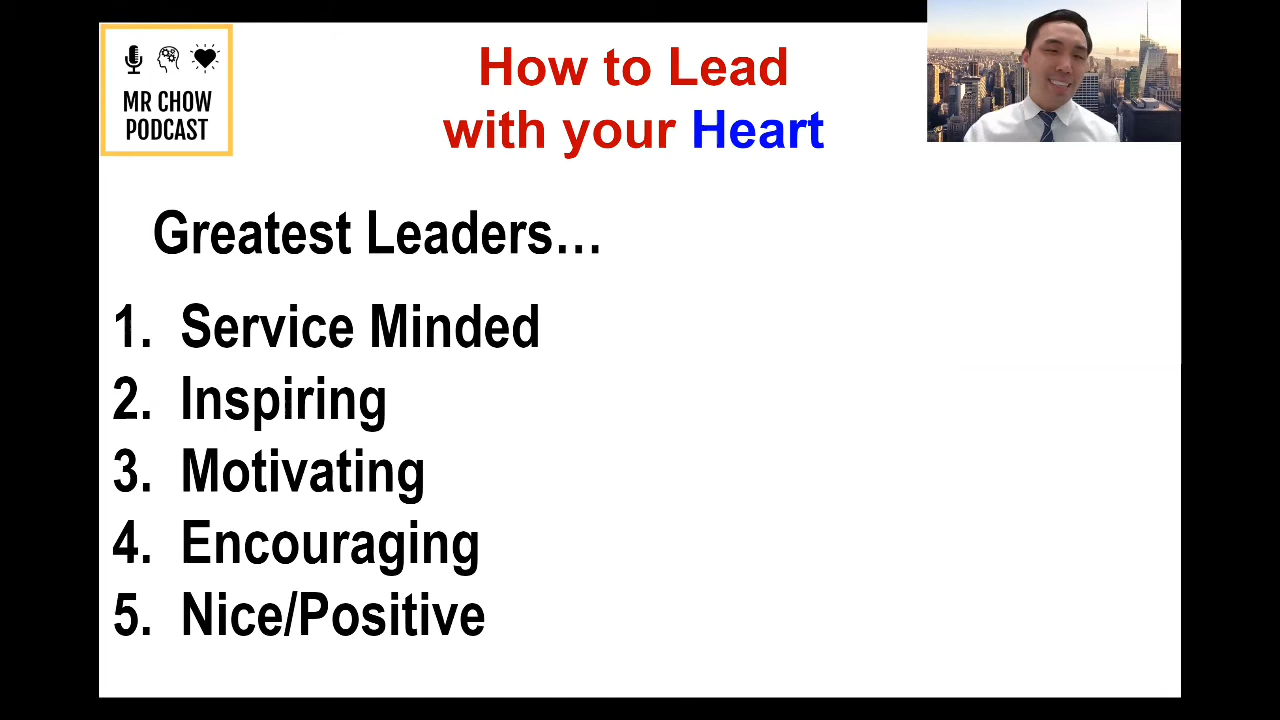 MR CHOW
PODCAST
How to Lead
with your Heart
Greatest Leaders…
1. Service Minded
2. Inspiring
3. Motivating
4. Encouraging
5. Nice/Positive